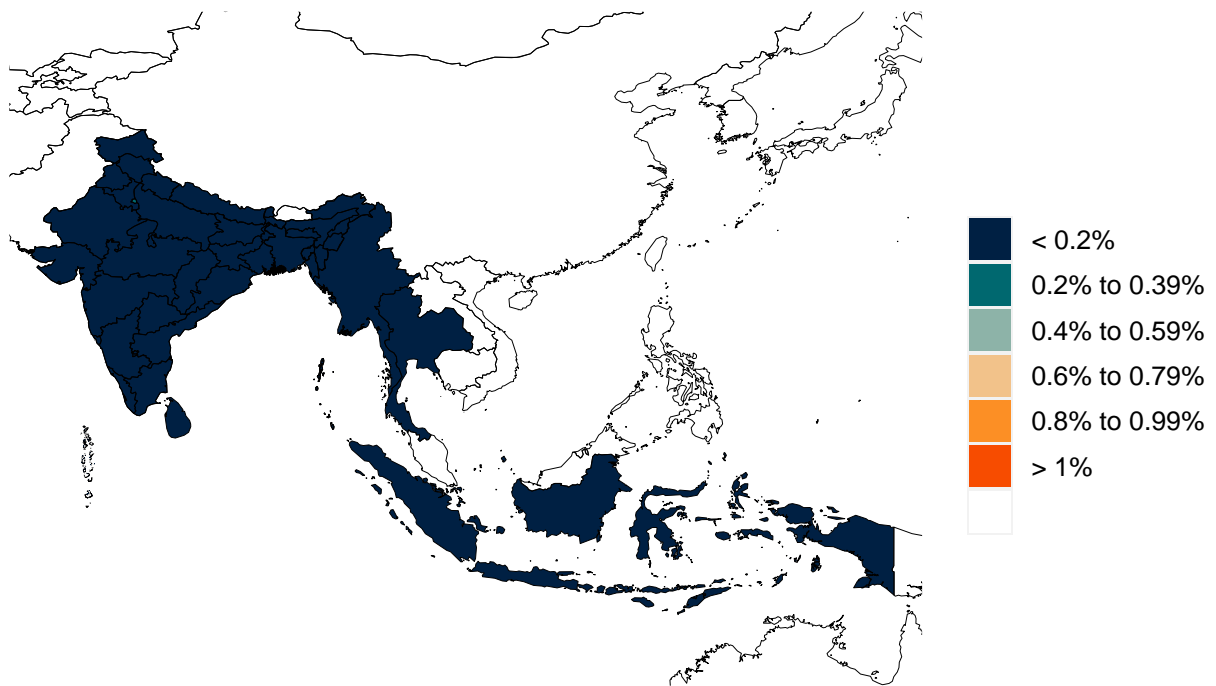 < 0.2%
0.2% to 0.39%
0.4% to 0.59%
0.6% to 0.79%
0.8% to 0.99%
> 1%